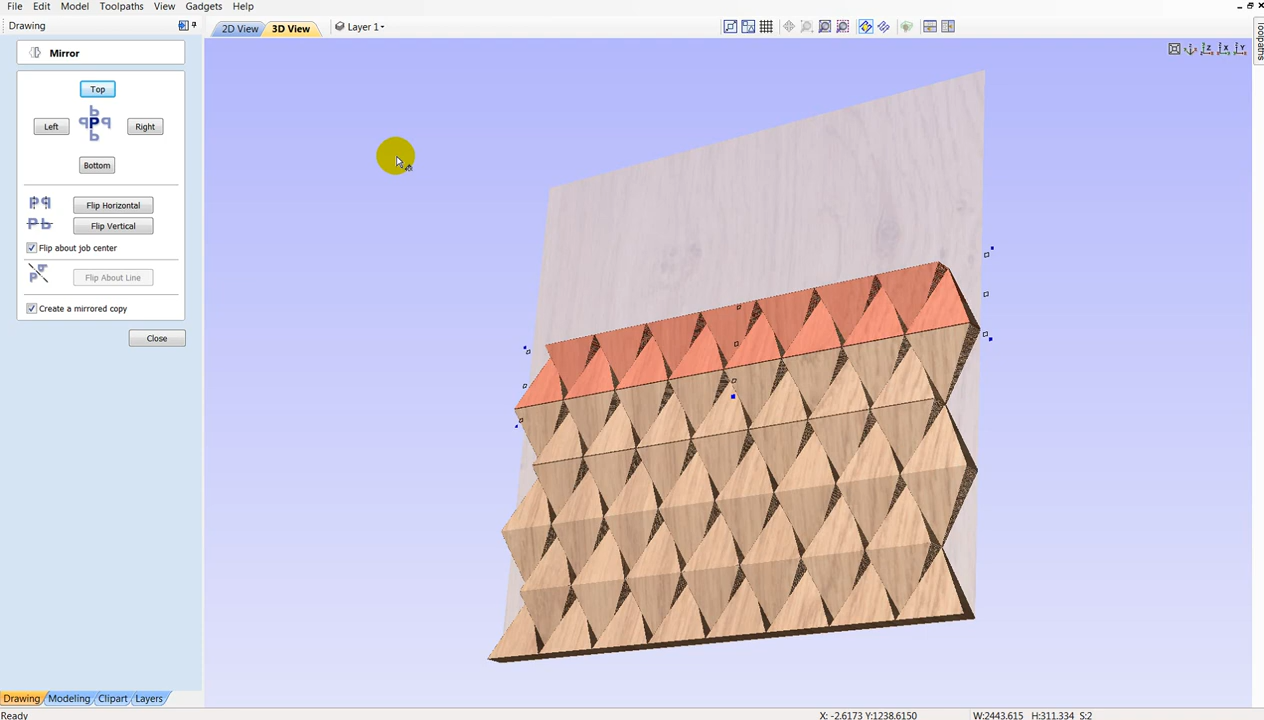 File Edit Model Toolpaths View Gadgets Help
Drawing
2D View 3D View Layer 1
Toolpaths
Mirror
Top
Left Right
Bottom
Flip Horizontal
Flip Vertical
Flip about job center
Flip About Line
Create a mirrored copy
Close
Drawing Modeling Clipart Layers
Ready X: -2.6173 Y:1238.6150 W:2443.615 H:311.334 S:2